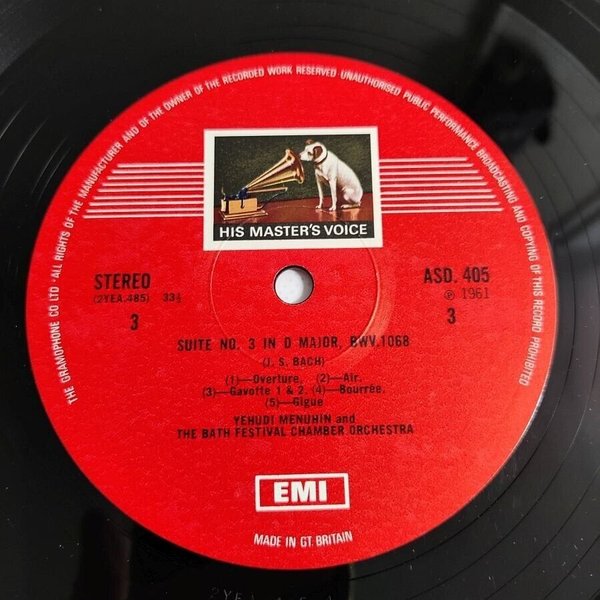 THE GRAMOPHONE CO LTD · ALL RIGHTS OF THE MANUFACTURER AND OF THE OWNER OF THE RECORDED WORK RESERVED UNAUTHORISED PUBLIC PERFORMANCE BROADCASTING AND COPYING OF THIS RECORD PROHIBITED
HIS MASTER'S VOICE
STEREO
(2YEA.485) 33⅓
3
ASD. 405
℗ 1961
3
SUITE NO. 3 IN D MAJOR, BWV.1068
(J. S. BACH)
(1)—Overture. (2)—Air.
(3)—Gavotte 1 & 2. (4)—Bourrée.
(5)—Gigue
YEHUDI MENUHIN and
THE BATH FESTIVAL CHAMBER ORCHESTRA
EMI
MADE IN GT. BRITAIN